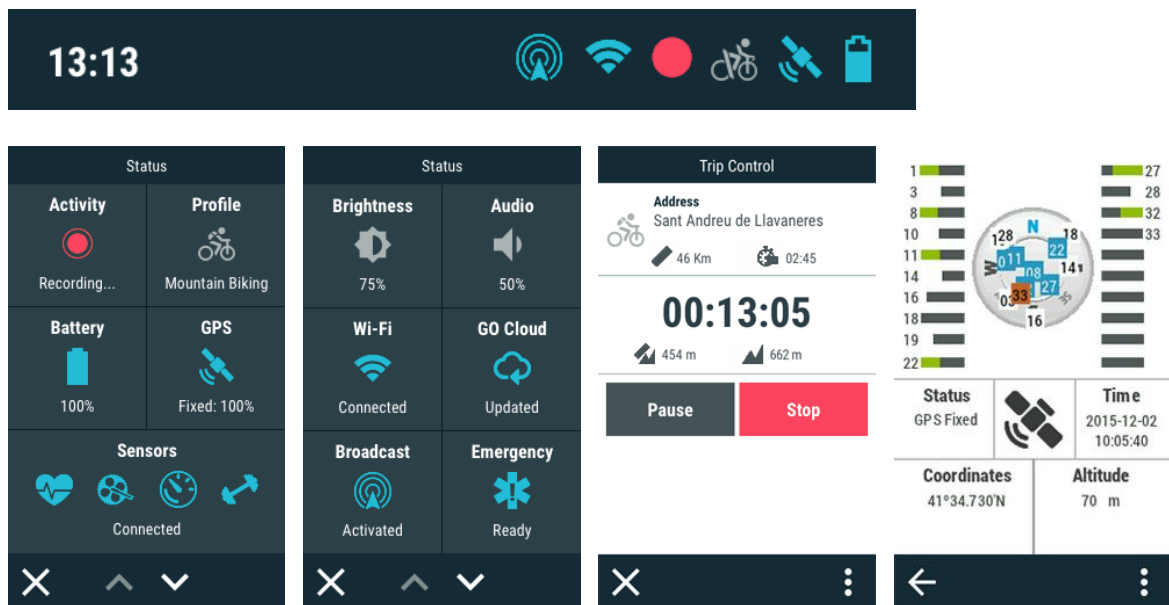 13:13
Status
Activity
Profile
Recording...
Mountain Biking
Battery
GPS
100%
Fixed: 100%
Sensors
Connected
Status
Brightness
Audio
75%
50%
Wi-Fi
GO Cloud
Connected
Updated
Broadcast
Emergency
Activated
Ready
Trip Control
Address
Sant Andreu de Llavaneres
46 Km
02:45
00:13:05
454 m
662 m
Pause
Stop
1
27
3
28
8
32
10
33
11
14
16
18
19
22
N
18
28
22
11
08
14
27
33
03
16
W
Status
GPS Fixed
Time
2015-12-02
10:05:40
Coordinates
41°34.730'N
Altitude
70 m